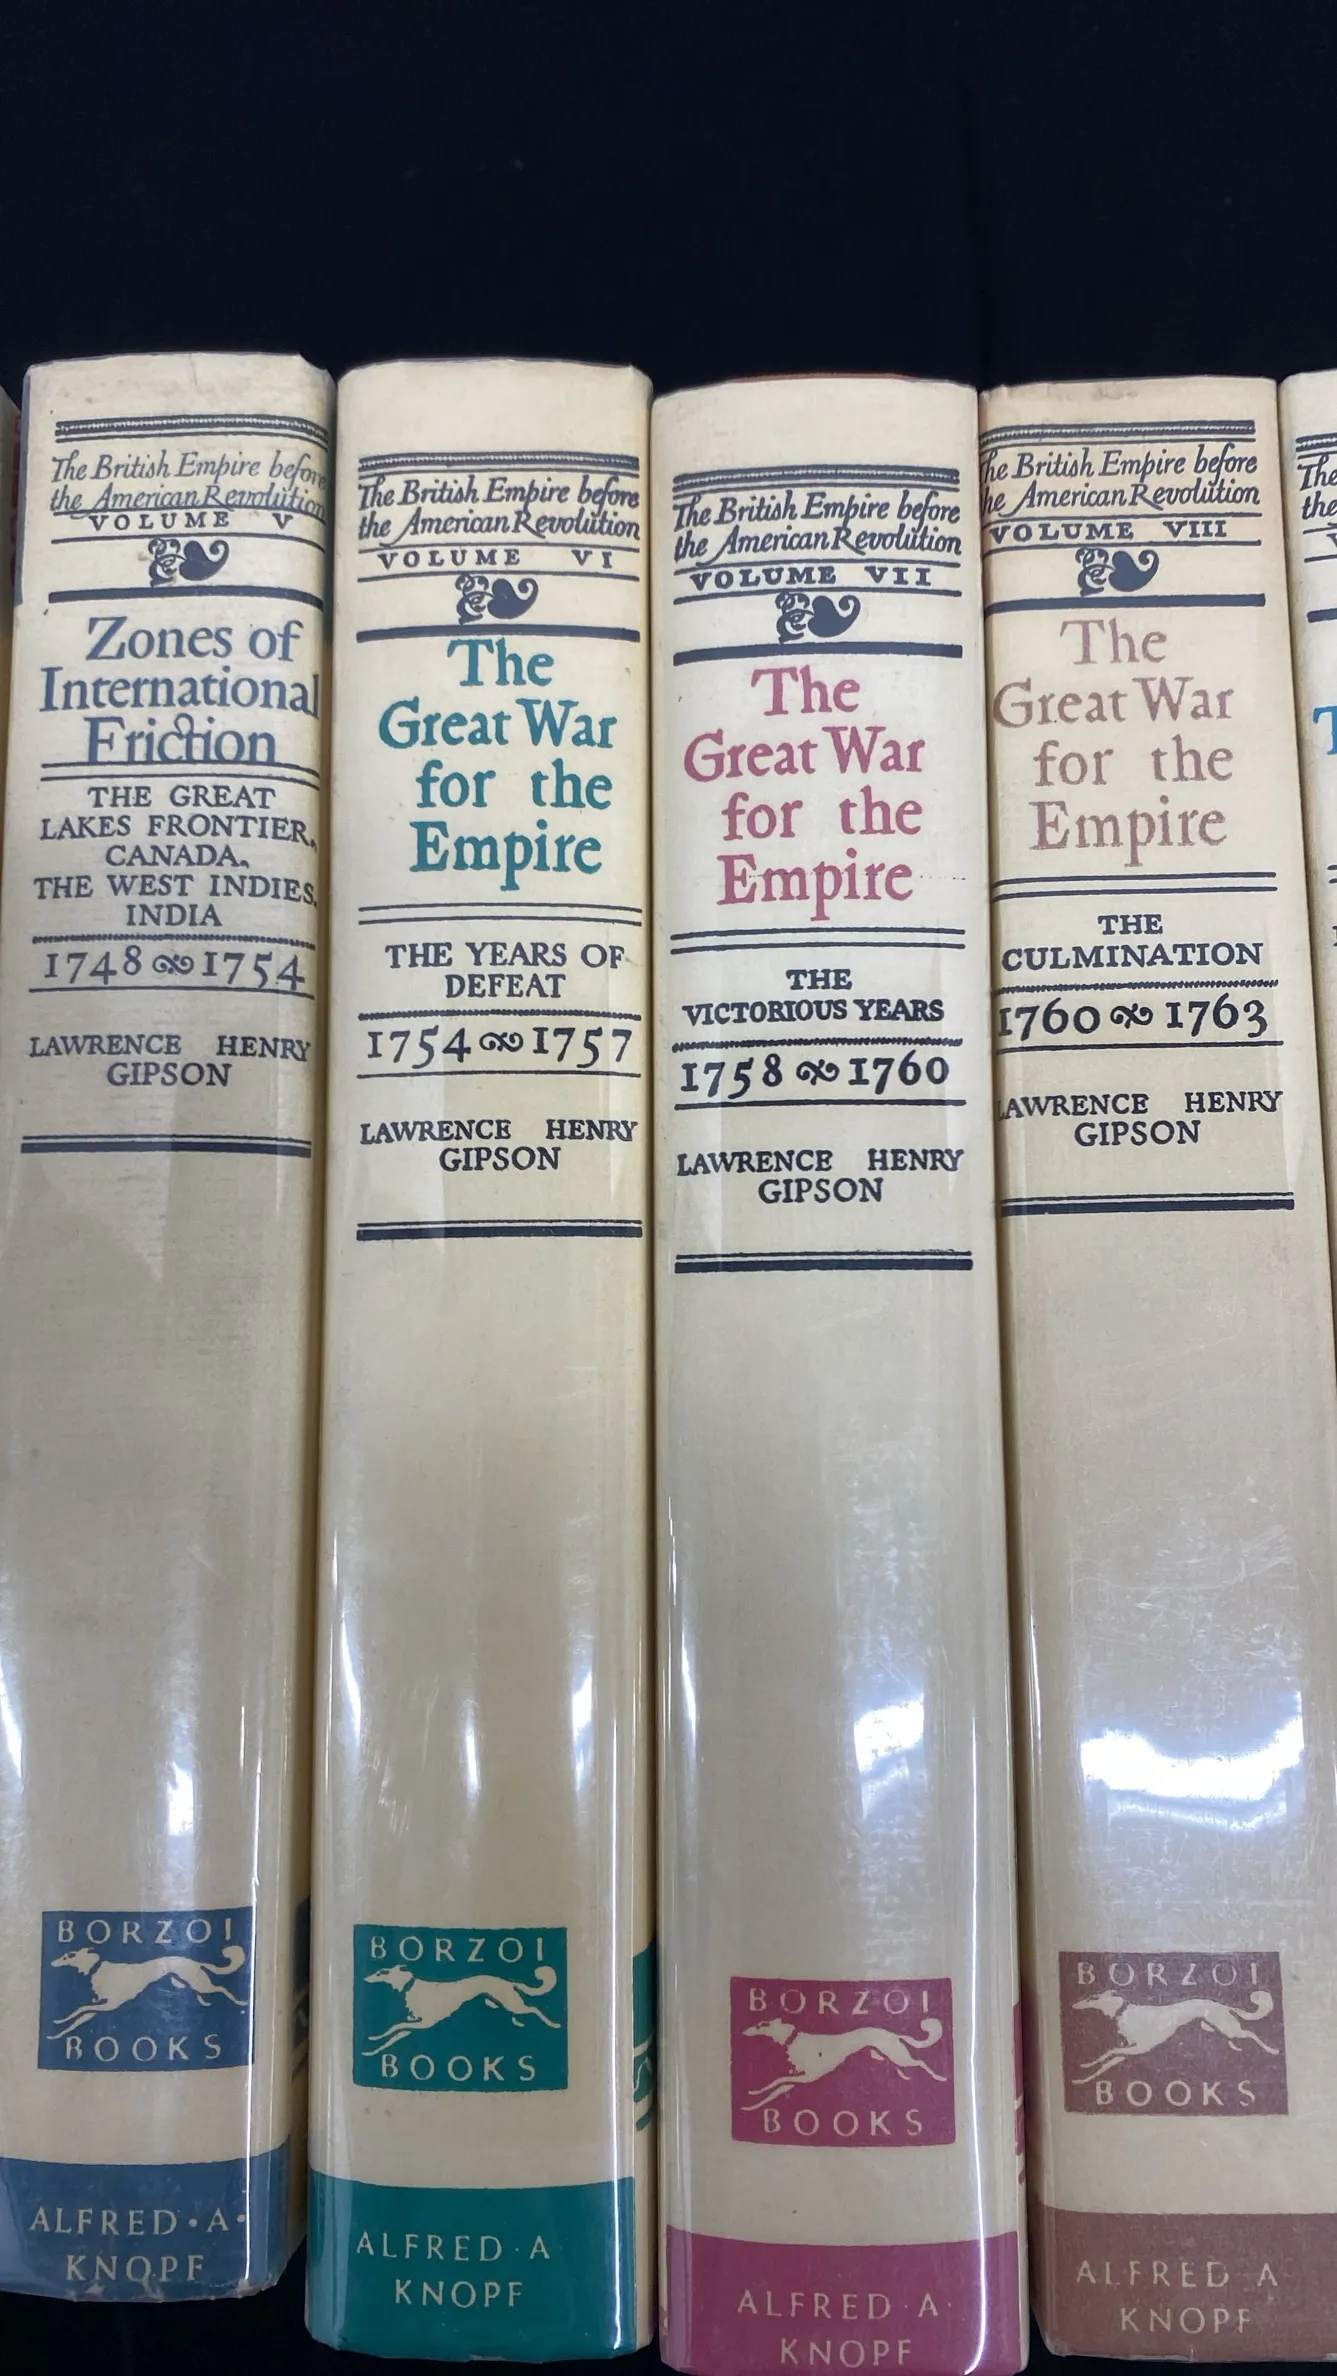 The British Empire before
the American Revolution
VOLUME V
Zones of
International
Friction
THE GREAT
LAKES FRONTIER,
CANADA,
THE WEST INDIES,
INDIA
1748 1754
LAWRENCE HENRY
GIPSON
BORZOI
BOOKS
ALFRED · A ·
KNOPF
The British Empire before
the American Revolution
VOLUME VI
The
Great War
for the
Empire
THE YEARS OF
DEFEAT
1754 1757
LAWRENCE HENRY
GIPSON
BORZOI
BOOKS
ALFRED · A
KNOPF
The British Empire before
the American Revolution
VOLUME VII
The
Great War
for the
Empire
THE
VICTORIOUS YEARS
1758 1760
LAWRENCE HENRY
GIPSON
BORZOI
BOOKS
ALFRED · A ·
KNOPF
The British Empire before
the American Revolution
VOLUME VIII
The
Great War
for the
Empire
THE
CULMINATION
1760 1763
LAWRENCE HENRY
GIPSON
BORZOI
BOOKS
ALFRED A
KNOPF
The
the